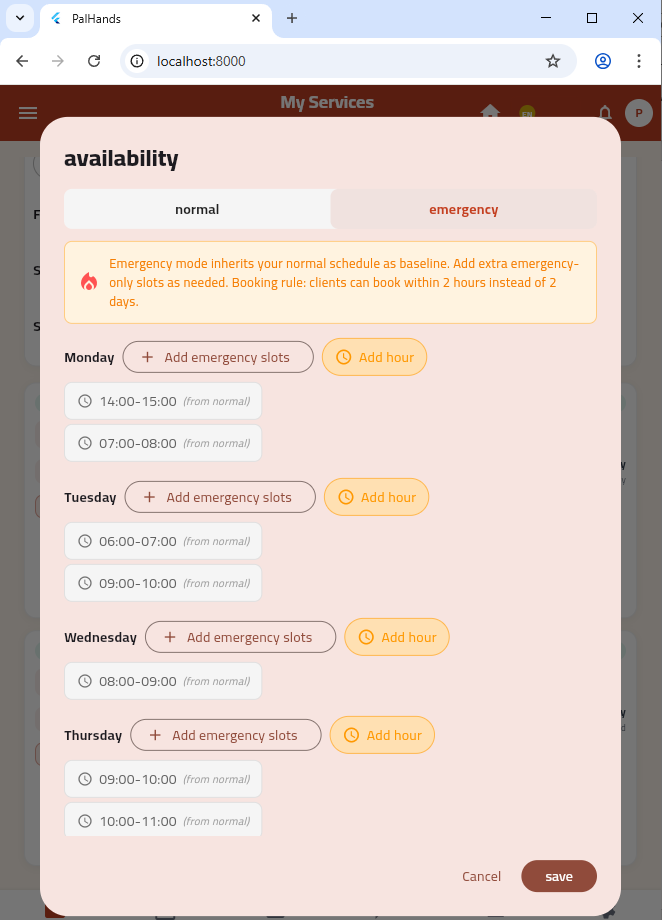 PalHands
localhost:8000
My Services
EN
P
availability
normal
emergency
Emergency mode inherits your normal schedule as baseline. Add extra emergency-
only slots as needed. Booking rule: clients can book within 2 hours instead of 2
days.
Monday
Add emergency slots
Add hour
14:00-15:00 (from normal)
07:00-08:00 (from normal)
Tuesday
Add emergency slots
Add hour
06:00-07:00 (from normal)
09:00-10:00 (from normal)
Wednesday
Add emergency slots
Add hour
08:00-09:00 (from normal)
Thursday
Add emergency slots
Add hour
09:00-10:00 (from normal)
10:00-11:00 (from normal)
Cancel
save